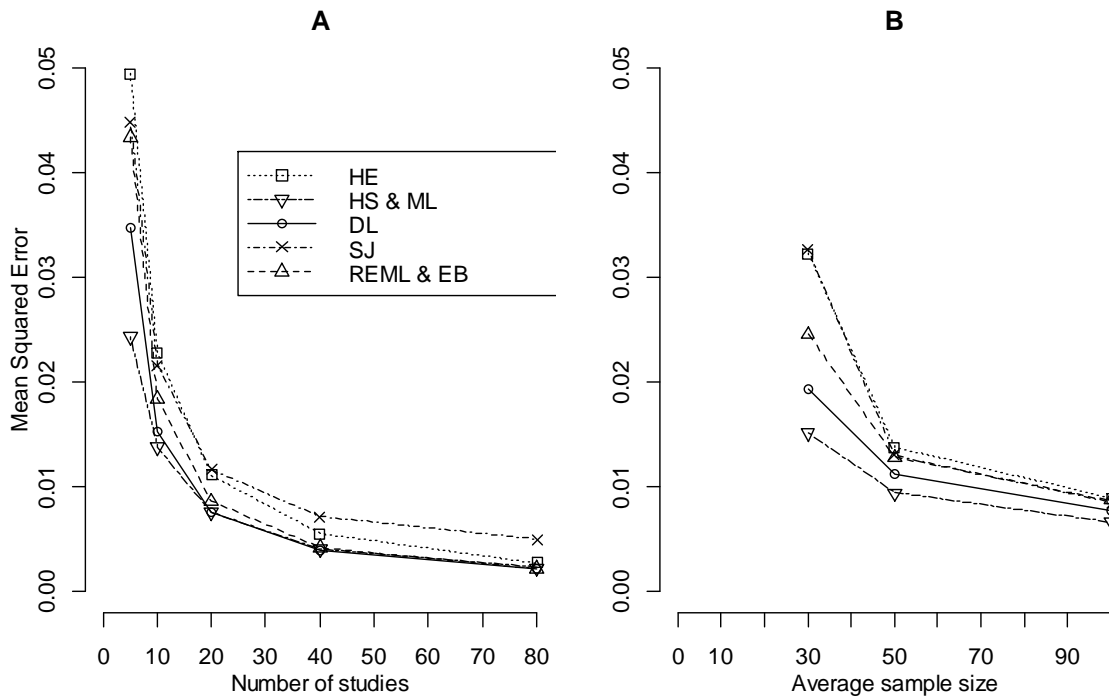 A
Mean Squared Error
0.05
0.04
0.03
0.02
0.01
0.00
HE
HS & ML
DL
SJ
REML & EB
0 10 20 30 40 50 60 70 80
Number of studies
B
0.05
0.04
0.03
0.02
0.01
0.00
0 10 30 50 70 90
Average sample size